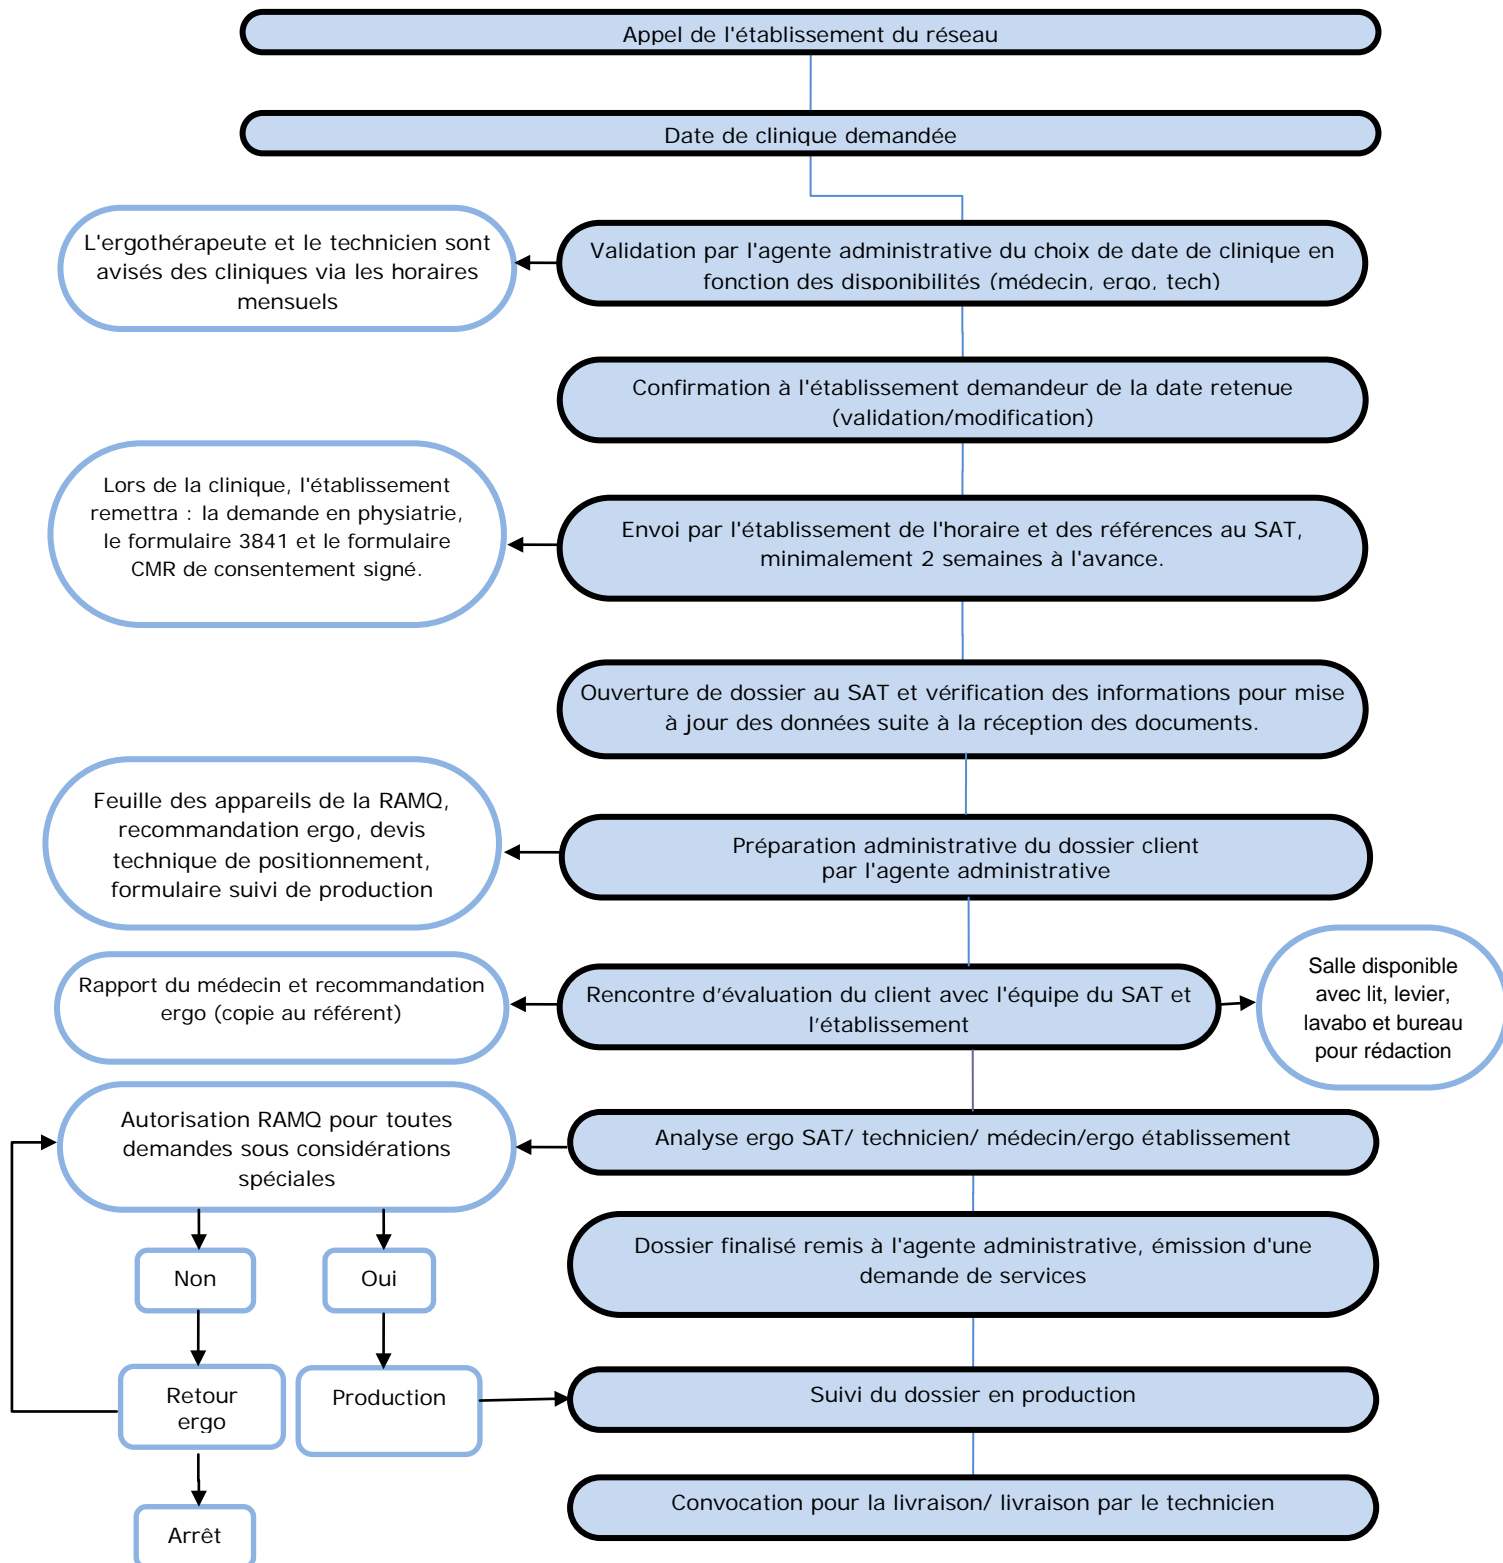 Appel de l'établissement du réseau
Date de clinique demandée
L'ergothérapeute et le technicien sont
avisés des cliniques via les horaires
mensuels
Validation par l'agente administrative du choix de date de clinique en
fonction des disponibilités (médecin, ergo, tech)
Confirmation à l'établissement demandeur de la date retenue
(validation/modification)
Lors de la clinique, l'établissement
remettra : la demande en physiatrie,
le formulaire 3841 et le formulaire
CMR de consentement signé.
Envoi par l'établissement de l'horaire et des références au SAT,
minimalement 2 semaines à l'avance.
Ouverture de dossier au SAT et vérification des informations pour mise
à jour des données suite à la réception des documents.
Feuille des appareils de la RAMQ,
recommandation ergo, devis
technique de positionnement,
formulaire suivi de production
Préparation administrative du dossier client
par l'agente administrative
Rapport du médecin et recommandation
ergo (copie au référent)
Rencontre d’évaluation du client avec l'équipe du SAT et
l’établissement
Salle disponible
avec lit, levier,
lavabo et bureau
pour rédaction
Autorisation RAMQ pour toutes
demandes sous considérations
spéciales
Analyse ergo SAT/ technicien/ médecin/ergo établissement
Non
Oui
Dossier finalisé remis à l'agente administrative, émission d'une
demande de services
Retour
ergo
Production
Suivi du dossier en production
Arrêt
Convocation pour la livraison/ livraison par le technicien